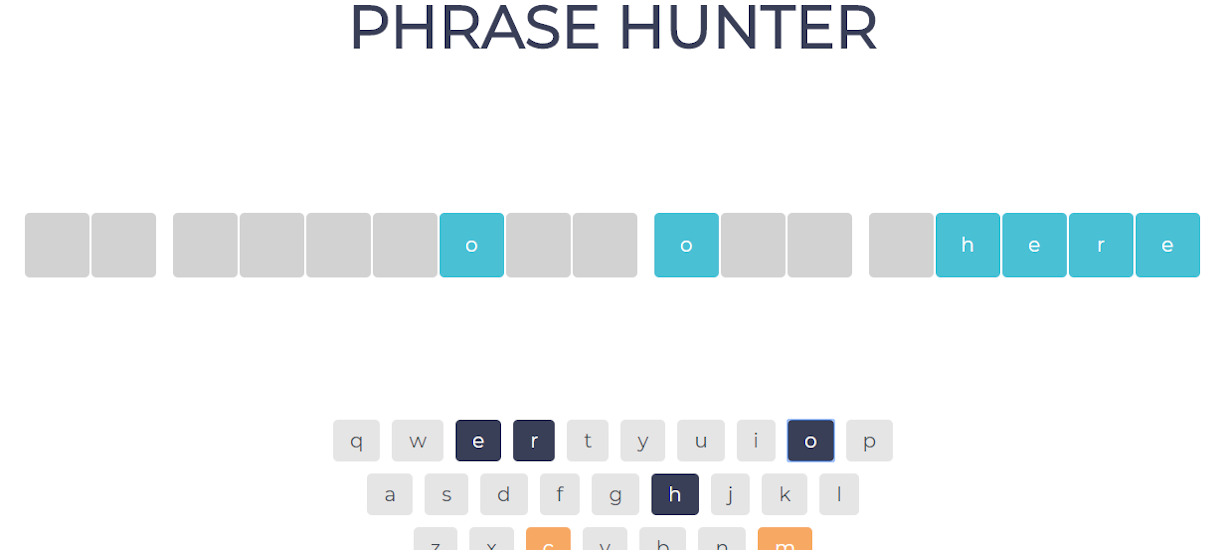 PHRASE HUNTER
o o h e r e
q w e r t y u i o p
a s d f g h j k l
z x c v b n m